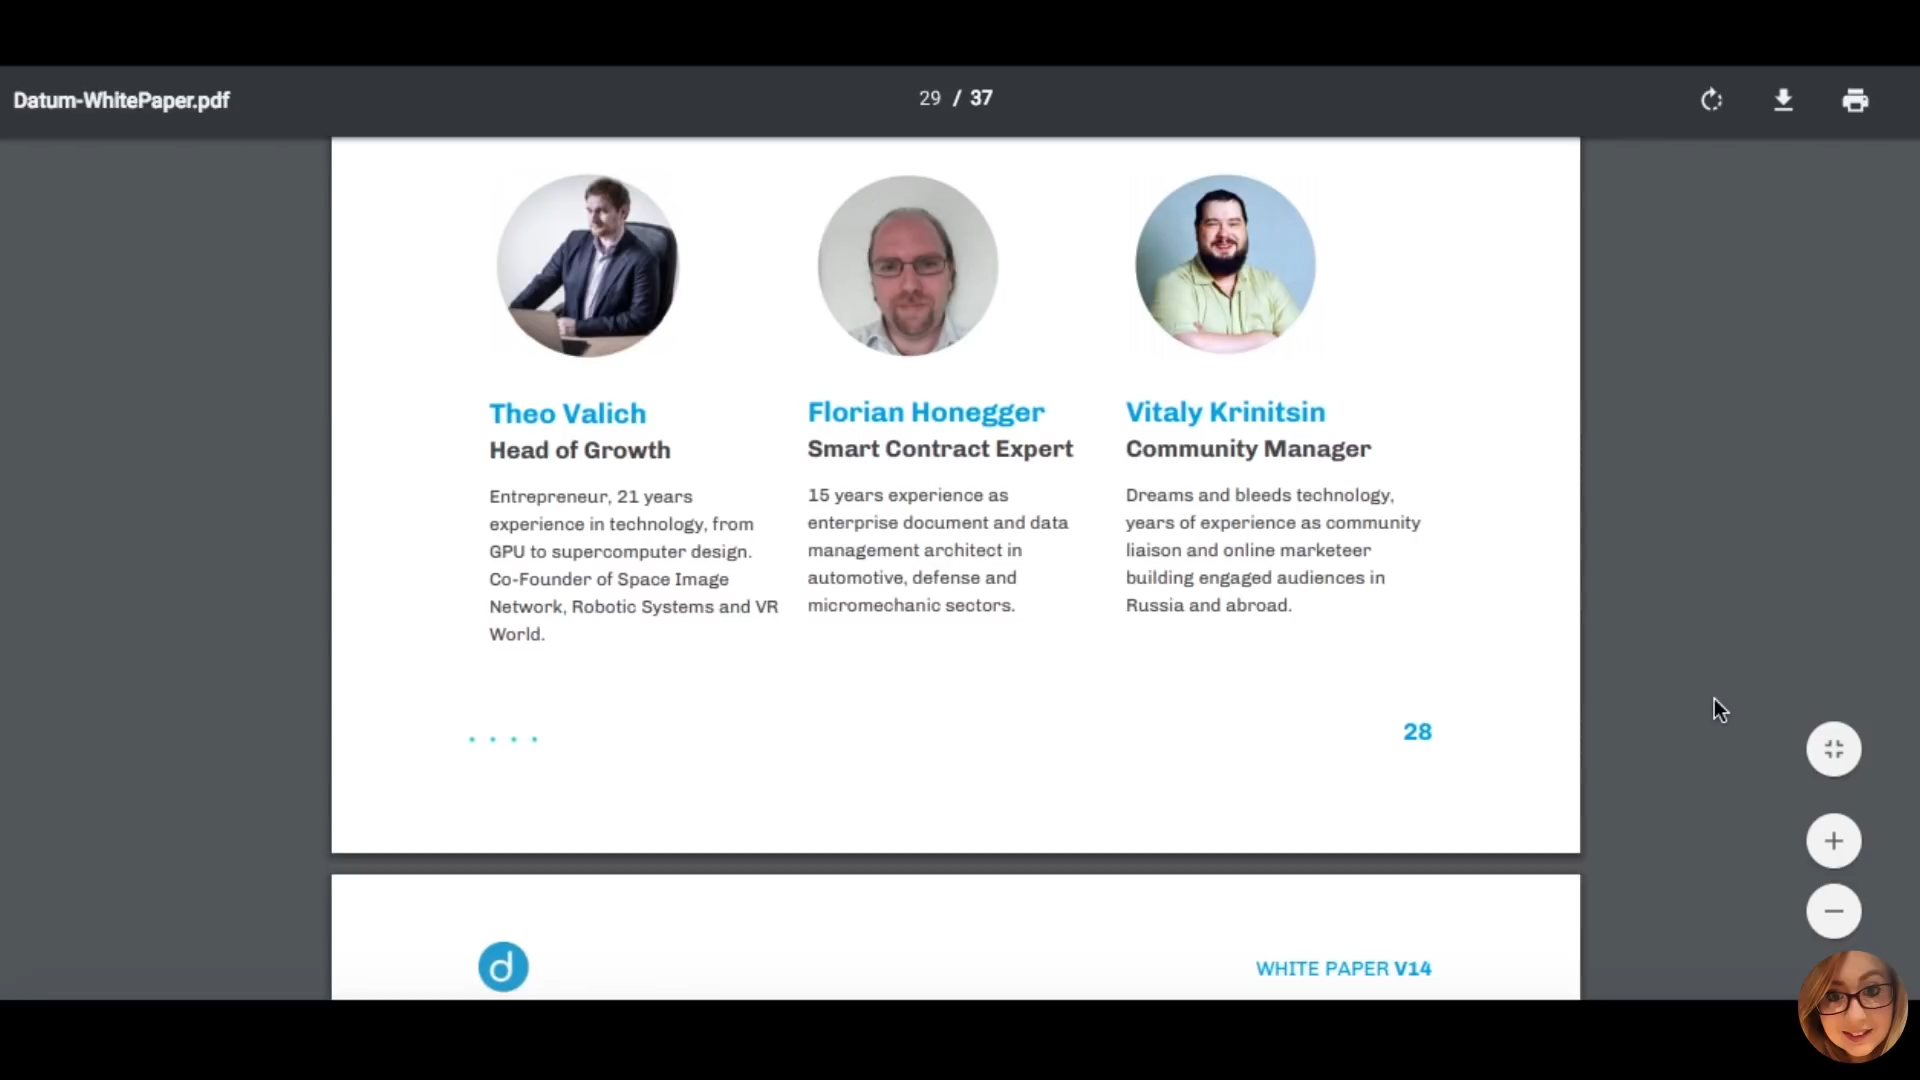 Datum-WhitePaper.pdf
29 / 37
Theo Valich
Head of Growth
Entrepreneur, 21 years
experience in technology, from
GPU to supercomputer design.
Co-Founder of Space Image
Network, Robotic Systems and VR
World.
Florian Honegger
Smart Contract Expert
15 years experience as
enterprise document and data
management architect in
automotive, defense and
micromechanic sectors.
Vitaly Krinitsin
Community Manager
Dreams and bleeds technology,
years of experience as community
liaison and online marketeer
building engaged audiences in
Russia and abroad.
28
d
WHITE PAPER V14